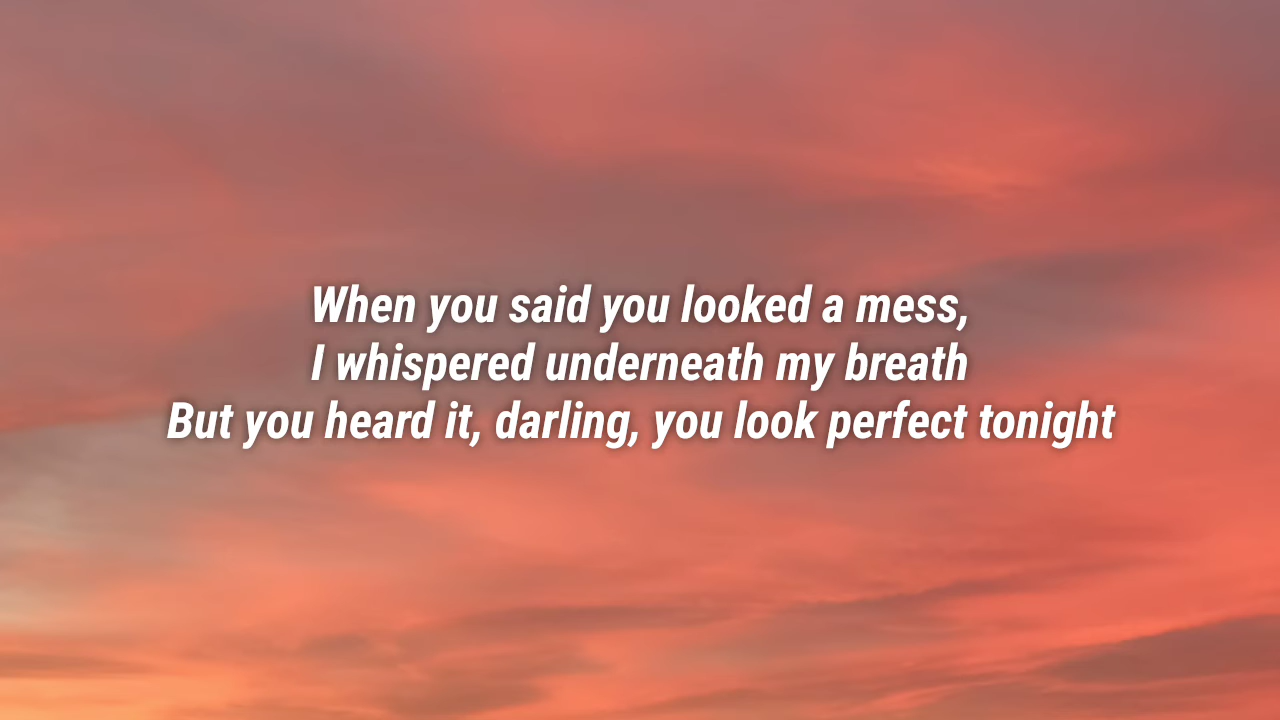 When you said you looked a mess,
I whispered underneath my breath
But you heard it, darling, you look perfect tonight